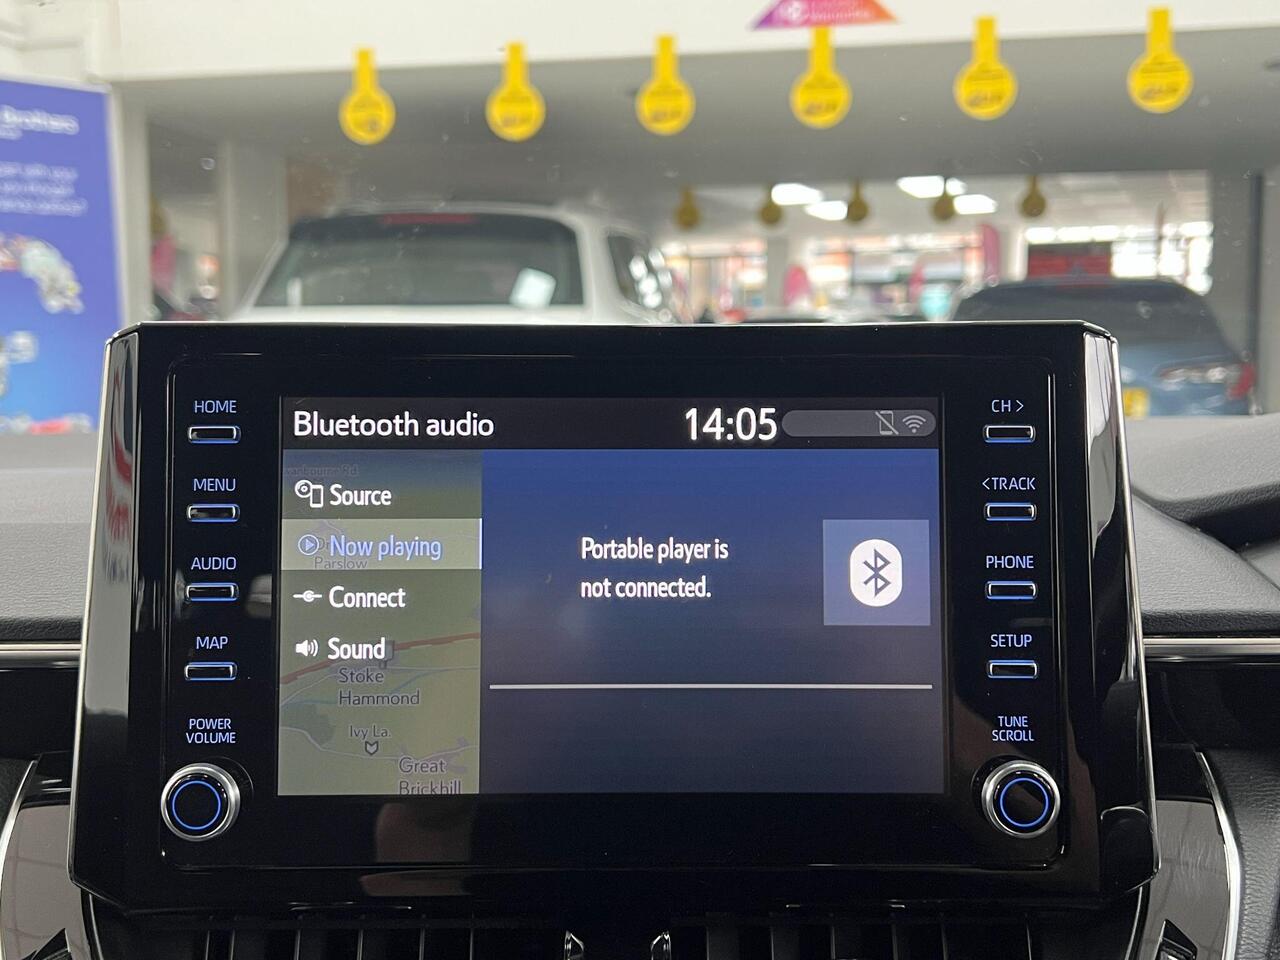 Brothers
HOME
MENU
AUDIO
MAP
POWER
VOLUME
Bluetooth audio
14:05
Source
Now playing
Parslow
Connect
Sound
Stoke
Hammond
Ivy La.
Great
Brickhill
Portable player is
not connected.
CH >
<TRACK
PHONE
SETUP
TUNE
SCROLL